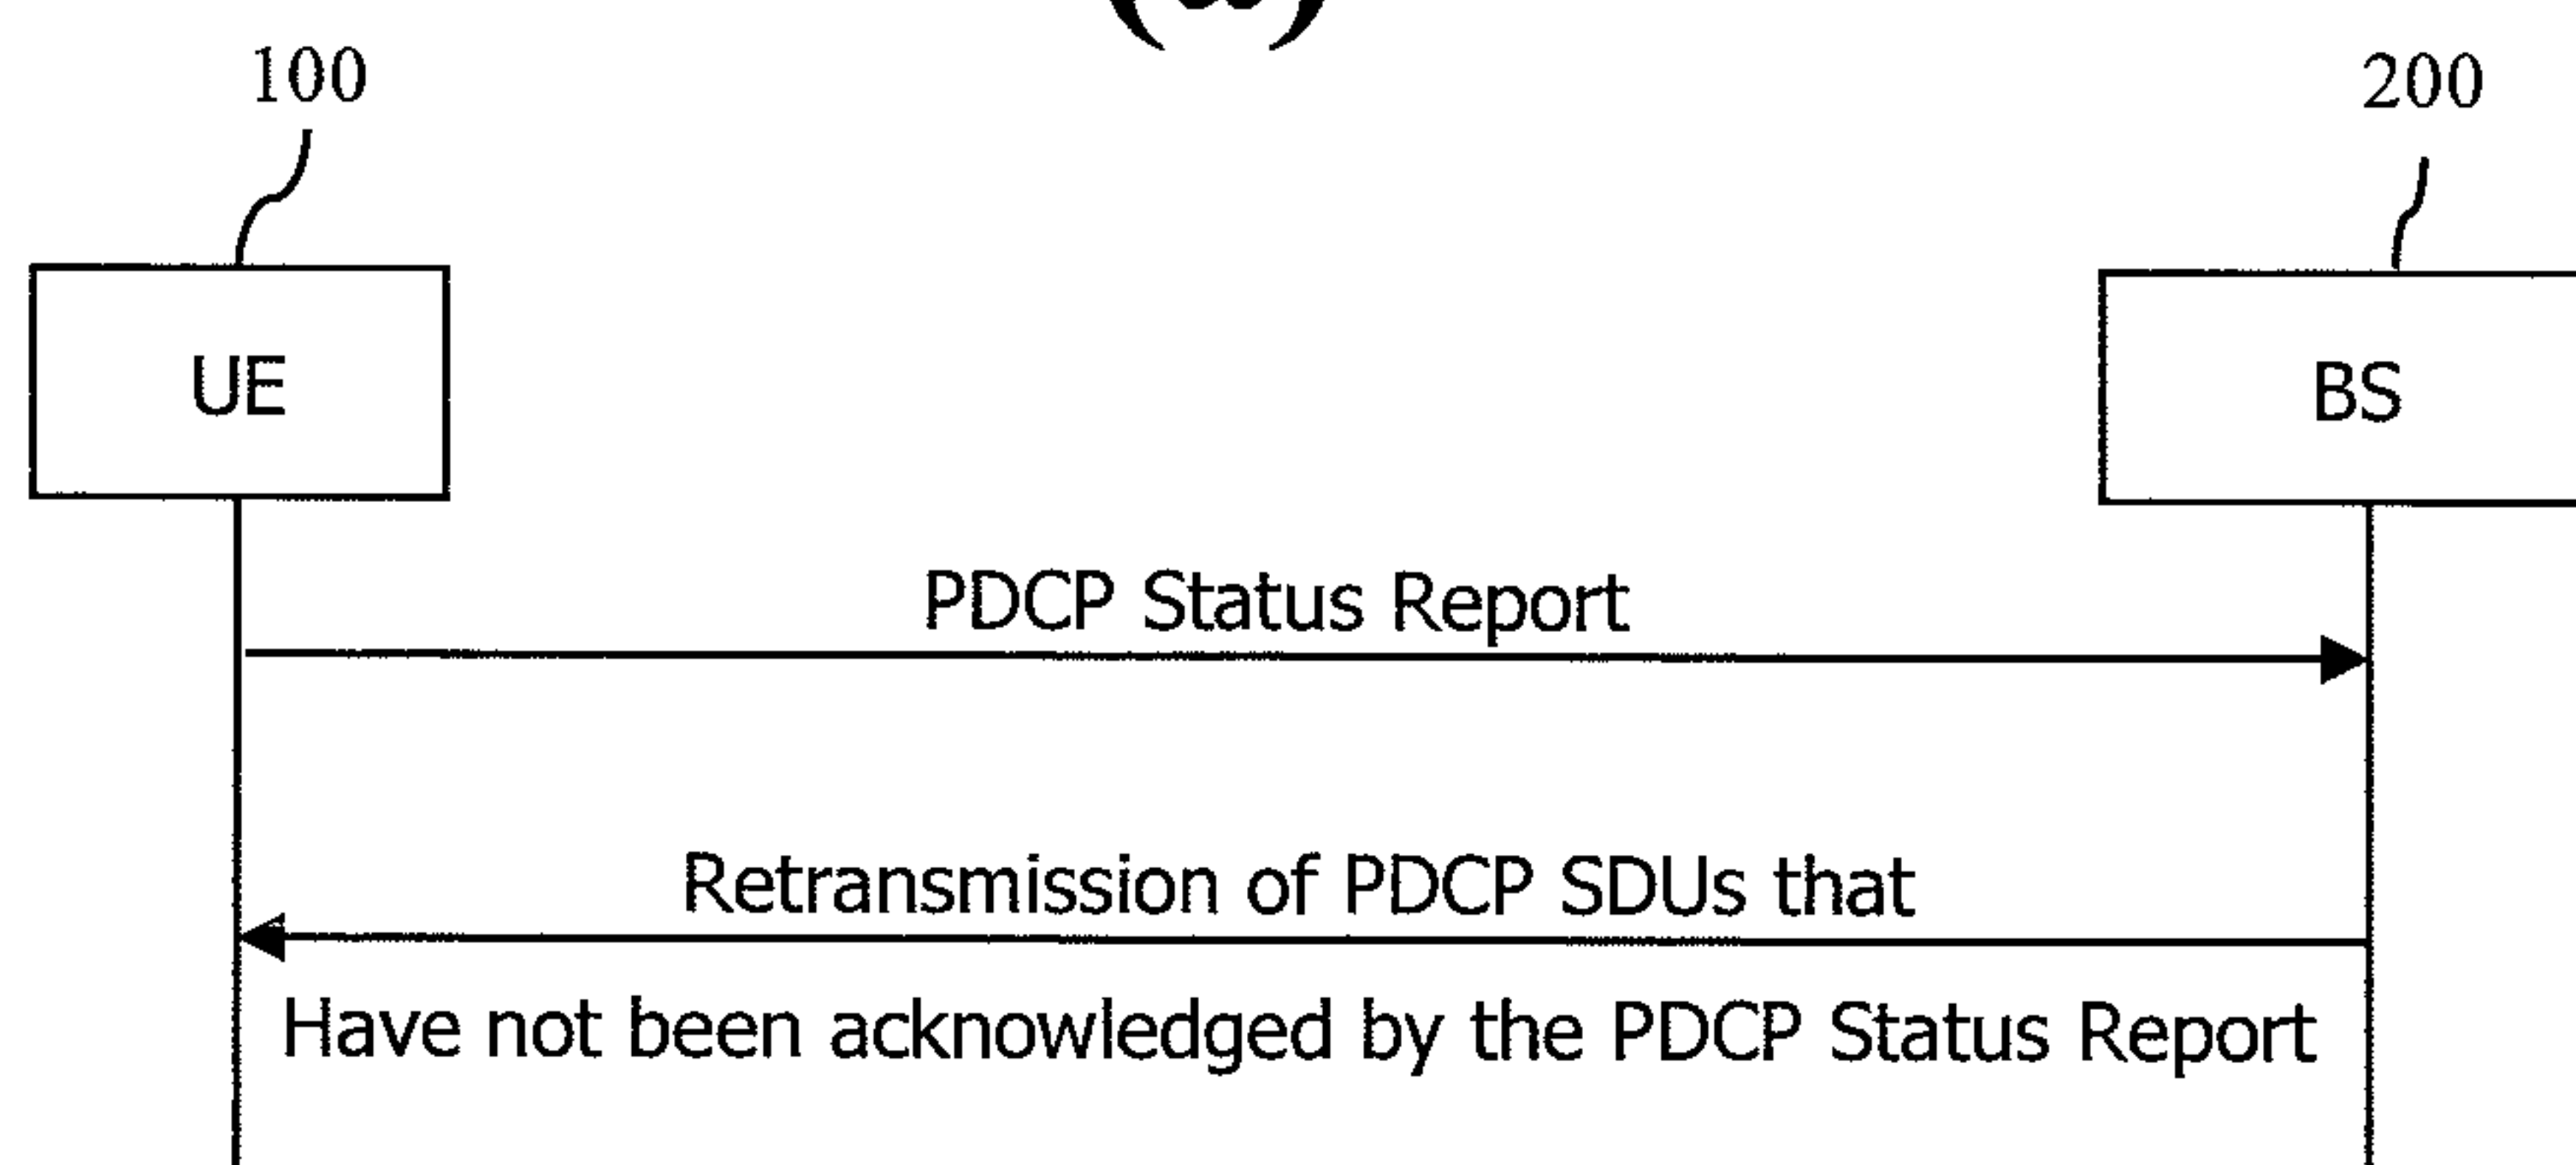 100
200
UE
BS
PDCP Status Report
Retransmission of PDCP SDUs that
Have not been acknowledged by the PDCP Status Report